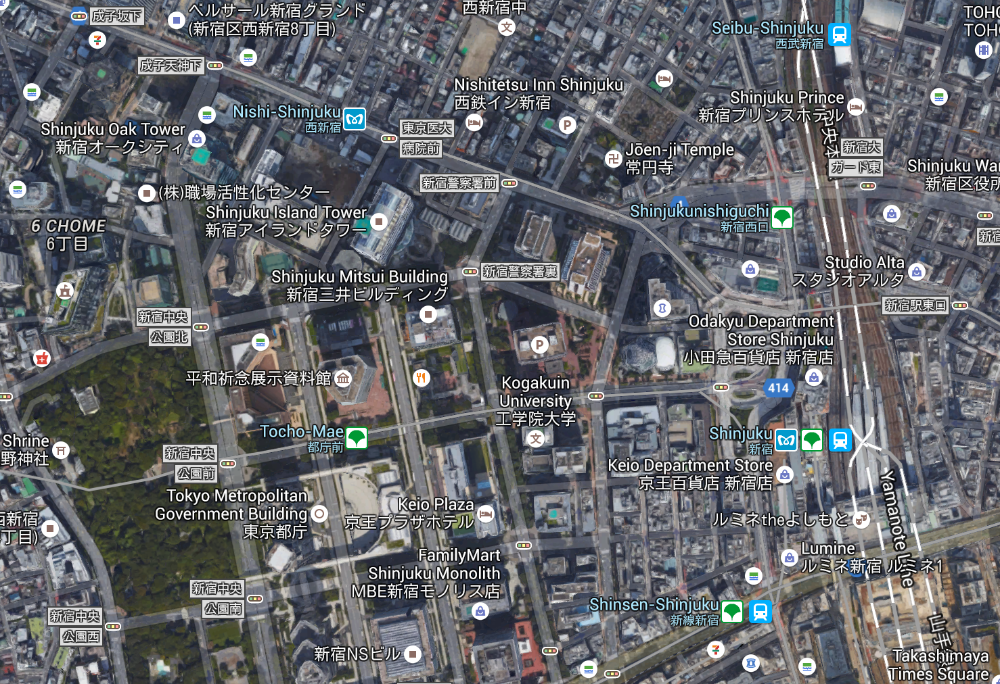 成子坂下
ベルサール新宿グランド
(新宿区西新宿8丁目)
西新宿中
Seibu-Shinjuku
西武新宿
TOHO
TOHO
成子天神下
Nishitetsu Inn Shinjuku
西鉄イン新宿
Shinjuku Prince
新宿プリンスホテル
Nishi-Shinjuku
西新宿
東京医大
病院前
Shinjuku Oak Tower
新宿オークシティ
Jōen-ji Temple
常円寺
中央本
新宿大
ガード東
Shinjuku War
新宿区役所
新宿警察署前
(株)職場活性化センター
Shinjuku Island Tower
新宿アイランドタワー
Shinjukunishiguchi
新宿西口
6 CHOME
6丁目
新宿
Studio Alta
スタジオアルタ
新宿警察署裏
Shinjuku Mitsui Building
新宿三井ビルディング
新宿駅東口
新宿中央
公園北
Odakyu Department
Store Shinjuku
小田急百貨店 新宿店
平和祈念展示資料館
Kogakuin
University
工学院大学
414
Tocho-Mae
都庁前
Shinjuku
新宿
Shrine
野神社
新宿中央
公園前
Keio Department Store
京王百貨店 新宿店
Tokyo Metropolitan
Government Building
東京都庁
Keio Plaza
京王プラザホテル
Yamanote Line
西新宿
丁目)
ルミネtheよしもと
Lumine
ルミネ新宿 ルミネ1
FamilyMart
Shinjuku Monolith
MBE新宿モノリス店
新宿中央
公園南
Shinsen-Shinjuku
新線新宿
新宿中央
公園西
山手線
新宿NSビル
Takashimaya
Times Square